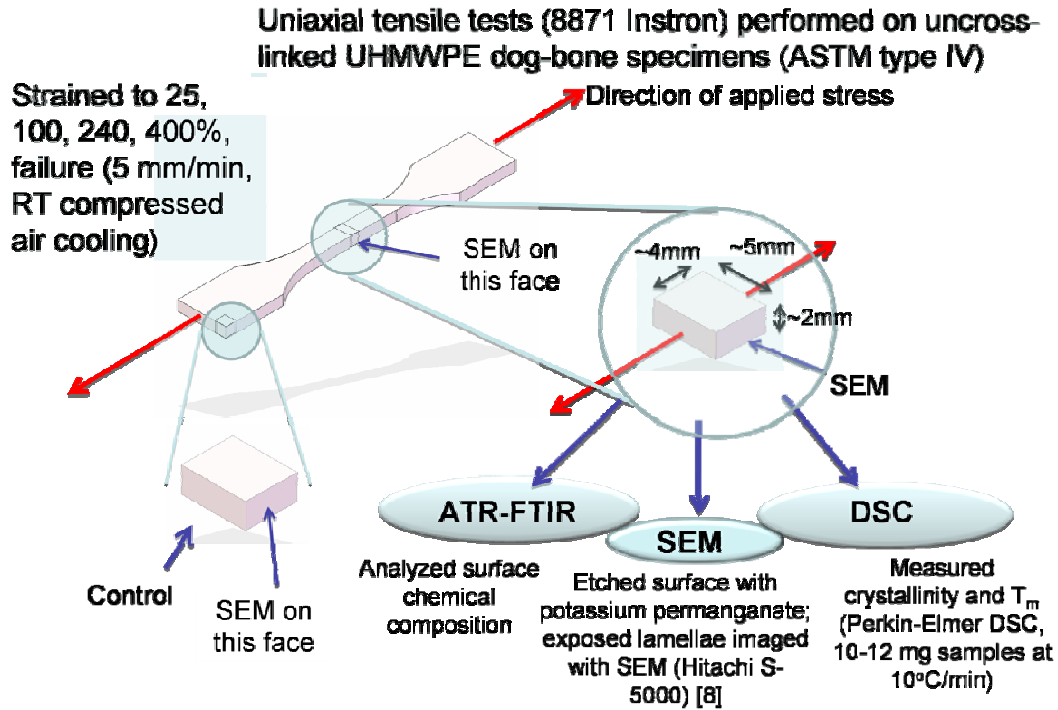 Uniaxial tensile tests (8871 Instron) performed on uncross-
linked UHMWPE dog-bone specimens (ASTM type IV)
Strained to 25,
100, 240, 400%,
failure (5 mm/min,
RT compressed
air cooling)
Direction of applied stress
SEM on
this face
~4mm
~5mm
~2mm
SEM
Control
SEM on
this face
ATR-FTIR
Analyzed surface
chemical
composition
SEM
Etched surface with
potassium permanganate;
exposed lamellae imaged
with SEM (Hitachi S-
5000) [8]
DSC
Measured
crystallinity and Tm
(Perkin-Elmer DSC,
10-12 mg samples at
10°C/min)